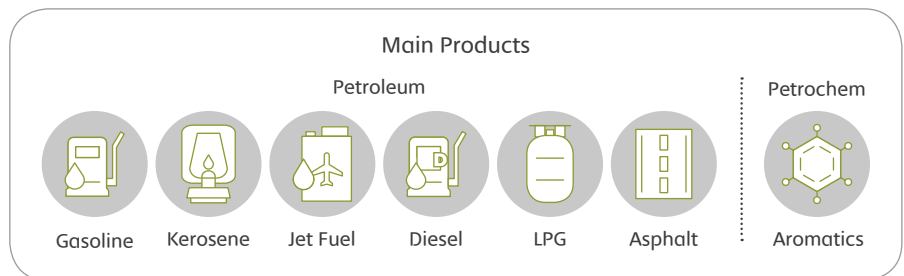 Main Products
Petroleum
Petrochem
D
Gasoline Kerosene Jet Fuel Diesel LPG Asphalt Aromatics